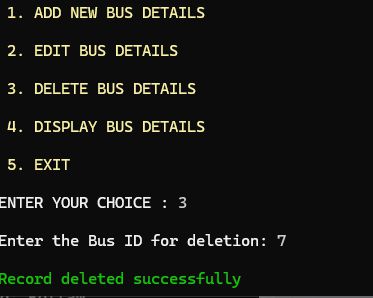 1. ADD NEW BUS DETAILS
2. EDIT BUS DETAILS
3. DELETE BUS DETAILS
4. DISPLAY BUS DETAILS
5. EXIT
ENTER YOUR CHOICE : 3
Enter the Bus ID for deletion: 7
Record deleted successfully